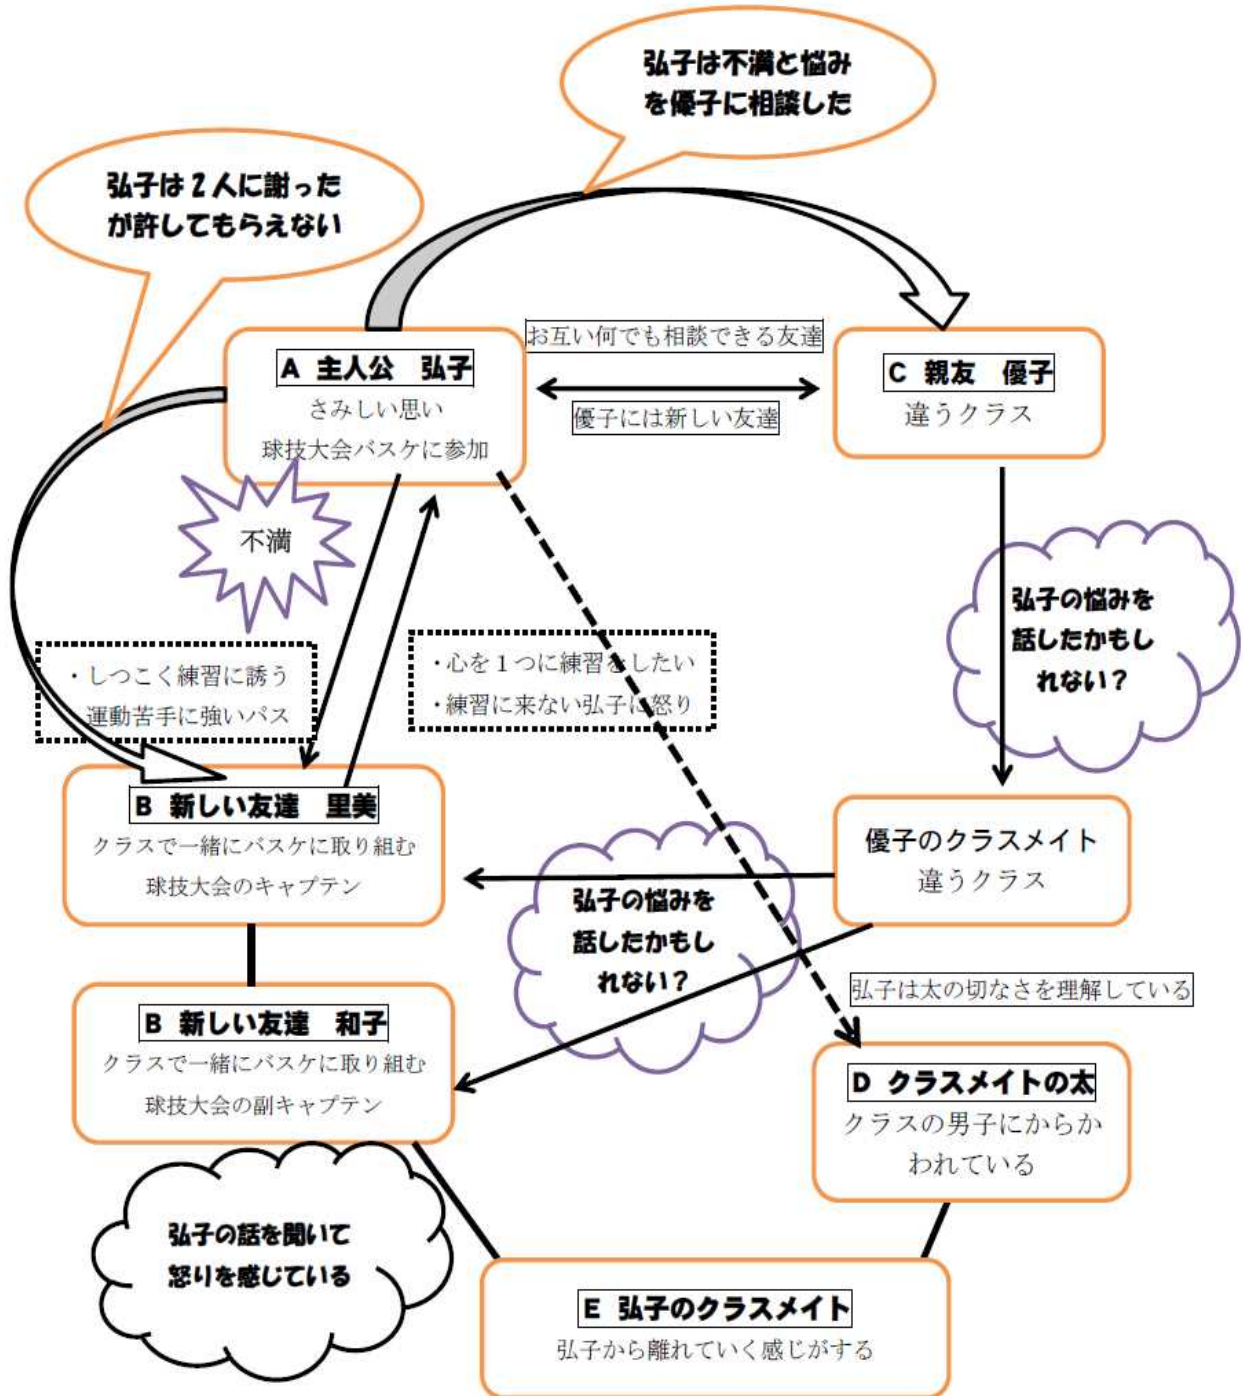 弘子は不満と悩み
を優子に相談した
弘子は２人に謝った
が許してもらえない
A 主人公　弘子
さみしい思い
球技大会バスケに参加
お互い何でも相談できる友達
優子には新しい友達
C 親友　優子
違うクラス
不満
・しつこく練習に誘う
運動苦手に強いパス
・心を１つに練習をしたい
・練習に来ない弘子に怒り
弘子の悩みを
話したかもし
れない？
B 新しい友達　里美
クラスで一緒にバスケに取り組む
球技大会のキャプテン
弘子の悩みを
話したかもし
れない？
優子のクラスメイト
違うクラス
B 新しい友達　和子
クラスで一緒にバスケに取り組む
球技大会の副キャプテン
弘子は太の切なさを理解している
D クラスメイトの太
クラスの男子にからか
われている
弘子の話を聞いて
怒りを感じている
E 弘子のクラスメイト
弘子から離れていく感じがする